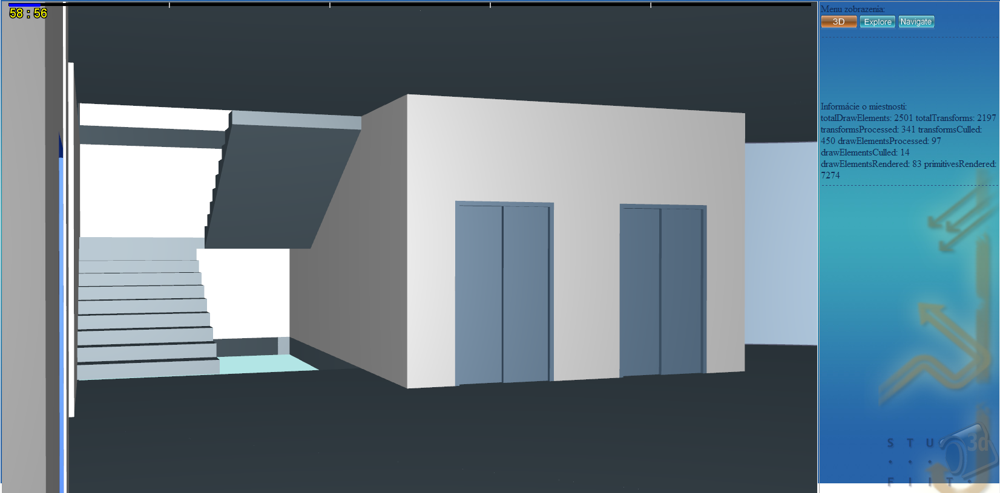 58 : 56
Menu zobrazenia:
3D Explore Navigate
Informácie o miestnosti:
totalDrawElements: 2501 totalTransforms: 2197
transformsProcessed: 341 transformsCulled:
450 drawElementsProcessed: 97
drawElementsCulled: 14
drawElementsRendered: 83 primitivesRendered:
7274
3d
S T U
F I I T